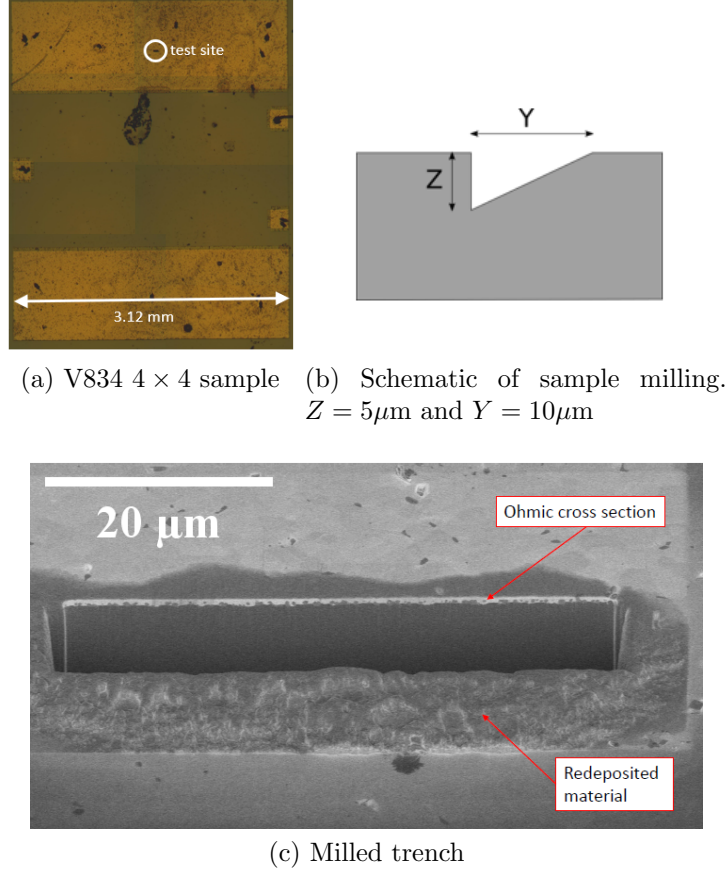 test site
3.12 mm
Y
Z
(a) V834 4 × 4 sample
(b) Schematic of sample milling.
Z = 5μm and Y = 10μm
20 μm
Ohmic cross section
Redeposited
material
(c) Milled trench